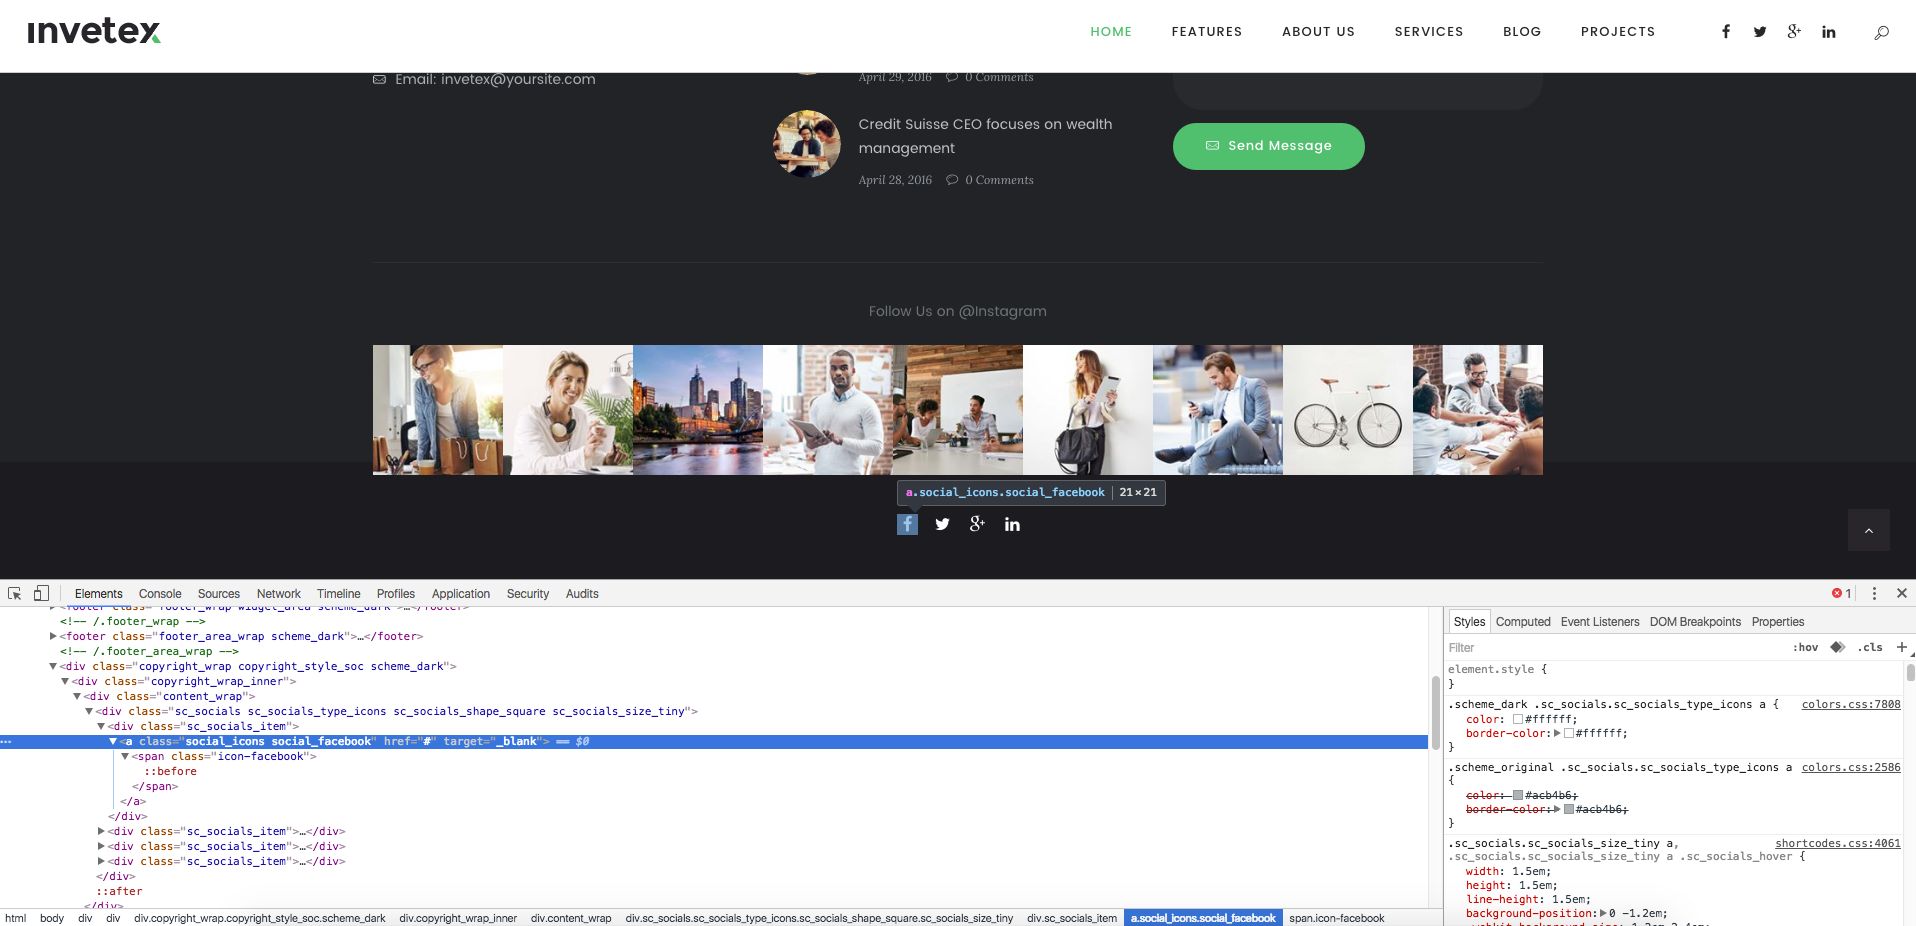 ınvetex
HOME FEATURES ABOUT US SERVICES BLOG PROJECTS
Email: invetex@yoursite.com
April 29, 2016 0 Comments
Credit Suisse CEO focuses on wealth
management
April 28, 2016 0 Comments
Send Message
Follow Us on @Instagram
a.social_icons.social_facebook | 21×21
Elements Console Sources Network Timeline Profiles Application Security Audits 1
<footer class="footer_wrap widget_area scheme_dark">…</footer>
<!-- /.footer_wrap -->
<footer class="footer_area_wrap scheme_dark">…</footer>
<!-- /.footer_area_wrap -->
<div class="copyright_wrap copyright_style_soc scheme_dark">
<div class="copyright_wrap_inner">
<div class="content_wrap">
<div class="sc_socials sc_socials_type_icons sc_socials_shape_square sc_socials_size_tiny">
<div class="sc_socials_item">
<a class="social_icons social_facebook" href="#" target="_blank"> == $0
<span class="icon-facebook">
::before
</span>
</a>
</div>
<div class="sc_socials_item">…</div>
<div class="sc_socials_item">…</div>
<div class="sc_socials_item">…</div>
</div>
::after
</div>
html body div div div.copyright_wrap.copyright_style_soc.scheme_dark div.copyright_wrap_inner div.content_wrap div.sc_socials.sc_socials_type_icons.sc_socials_shape_square.sc_socials_size_tiny div.sc_socials_item a.social_icons.social_facebook span.icon-facebook
Styles Computed Event Listeners DOM Breakpoints Properties
Filter :hov .cls +
element.style {
}
.scheme_dark .sc_socials.sc_socials_type_icons a { colors.css:7808
color: #ffffff;
border-color: #ffffff;
}
.scheme_original .sc_socials.sc_socials_type_icons a colors.css:2586
{
color: #acb4b6;
border-color: #acb4b6;
}
.sc_socials.sc_socials_size_tiny a, shortcodes.css:4061
.sc_socials.sc_socials_size_tiny a .sc_socials_hover {
width: 1.5em;
height: 1.5em;
line-height: 1.5em;
background-position: 0 -1.2em;